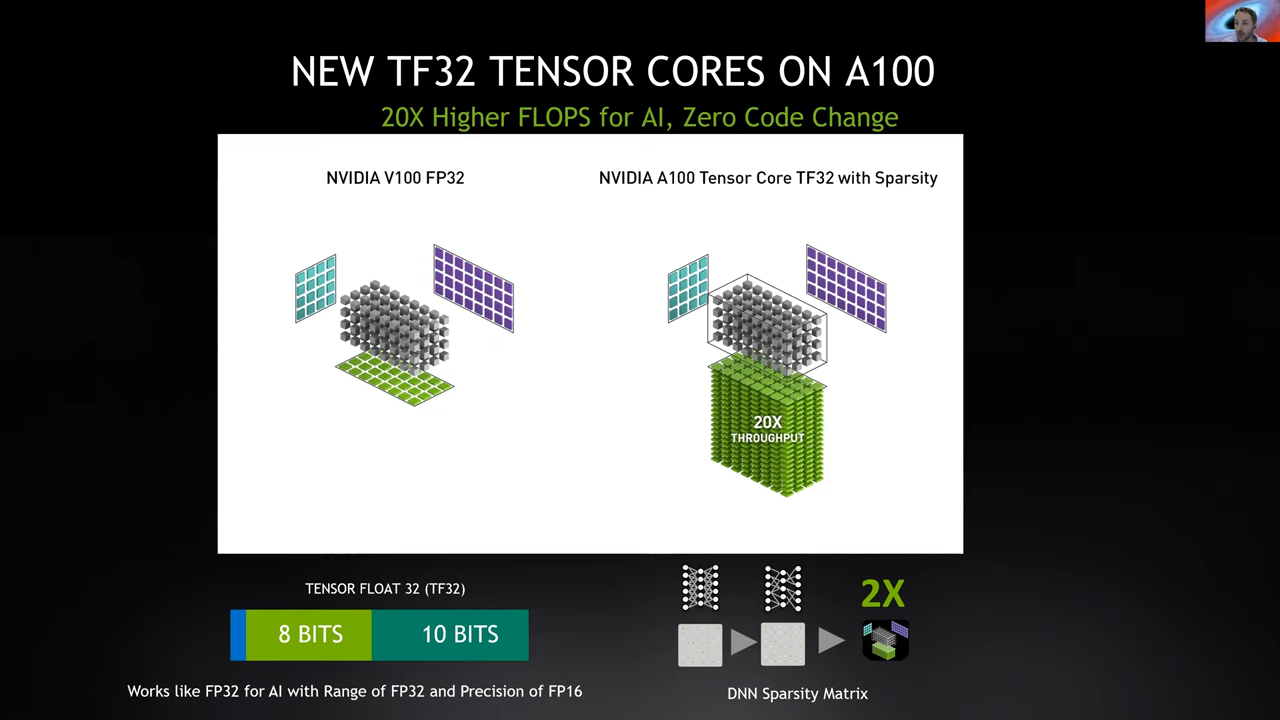 NEW TF32 TENSOR CORES ON A100
20X Higher FLOPS for AI, Zero Code Change
NVIDIA V100 FP32
NVIDIA A100 Tensor Core TF32 with Sparsity
20X
THROUGHPUT
TENSOR FLOAT 32 (TF32)
8 BITS
10 BITS
Works like FP32 for AI with Range of FP32 and Precision of FP16
2X
DNN Sparsity Matrix